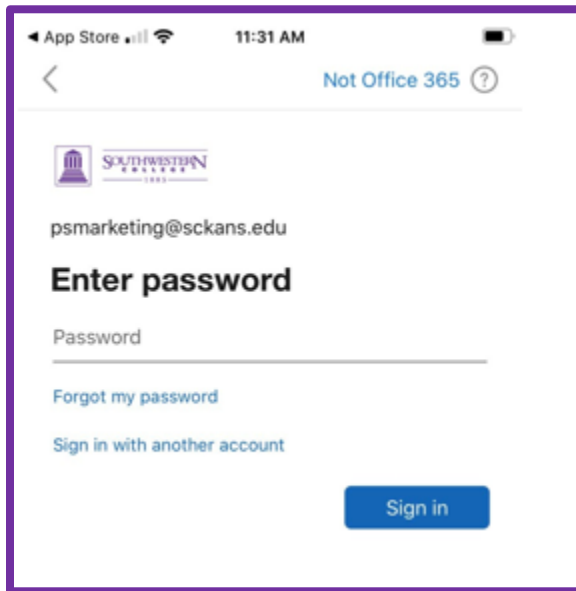 App Store 11:31 AM
Not Office 365 ?
SOUTHWESTERN
COLLEGE
1885
psmarketing@sckans.edu
Enter password
Password
Forgot my password
Sign in with another account
Sign in